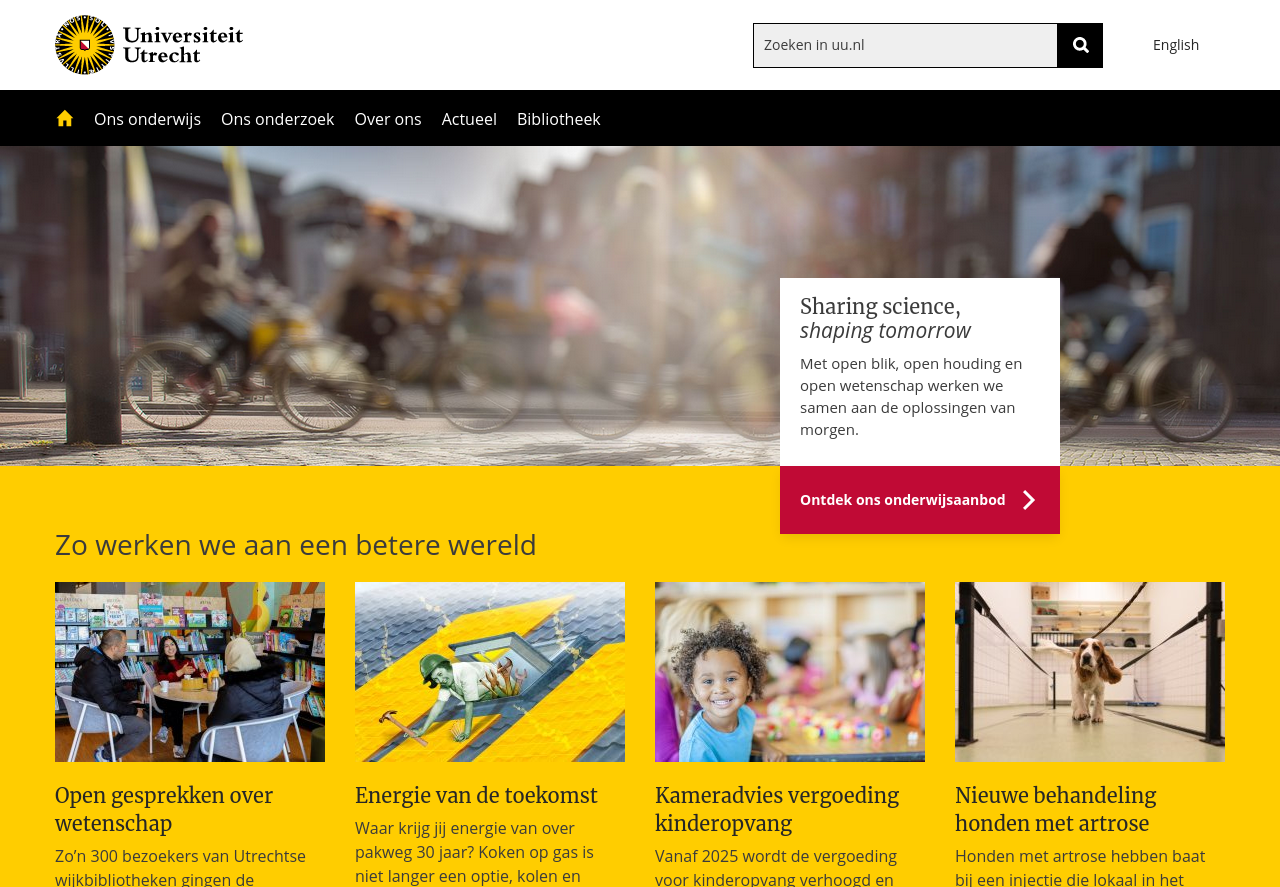 Universiteit
Utrecht
Zoeken in uu.nl
English
Ons onderwijs
Ons onderzoek
Over ons
Actueel
Bibliotheek
Sharing science,
shaping tomorrow
Met open blik, open houding en
open wetenschap werken we
samen aan de oplossingen van
morgen.
Ontdek ons onderwijsaanbod
Zo werken we aan een betere wereld
Open gesprekken over
wetenschap
Zo’n 300 bezoekers van Utrechtse
wijkbibliotheken gingen de
Energie van de toekomst
Waar krijg jij energie van over
pakweg 30 jaar? Koken op gas is
niet langer een optie, kolen en
Kameradvies vergoeding
kinderopvang
Vanaf 2025 wordt de vergoeding
voor kinderopvang verhoogd en
Nieuwe behandeling
honden met artrose
Honden met artrose hebben baat
bij een injectie die lokaal in het